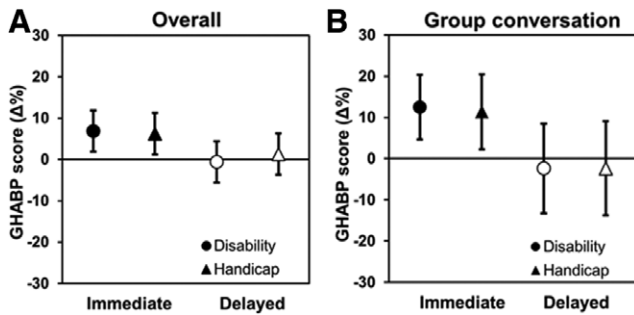 A
Overall
GHABP score (Δ%)
30
20
10
0
-10
-20
-30
Disability
Handicap
Immediate Delayed
B
Group conversation
GHABP score (Δ%)
30
20
10
0
-10
-20
-30
Disability
Handicap
Immediate Delayed